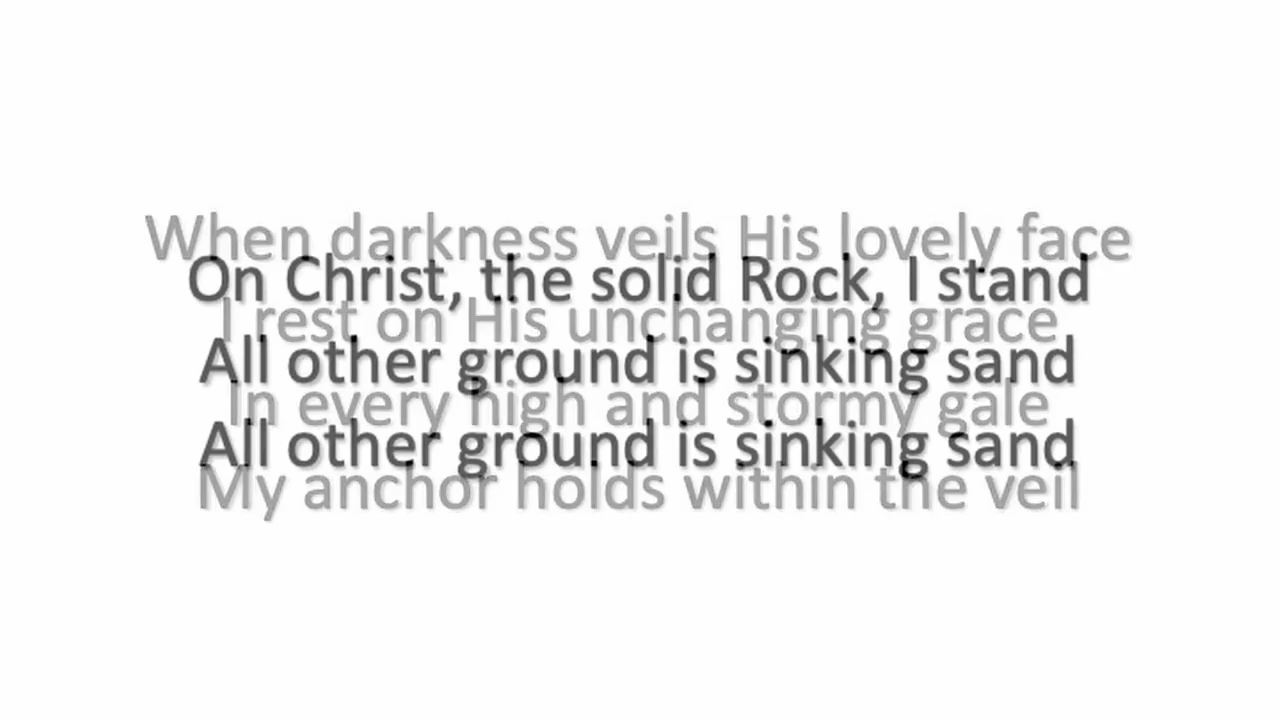 When darkness veils His lovely face
On Christ, the solid Rock, I stand
I rest on His unchanging grace
All other ground is sinking sand
In every high and stormy gale
All other ground is sinking sand
My anchor holds within the veil